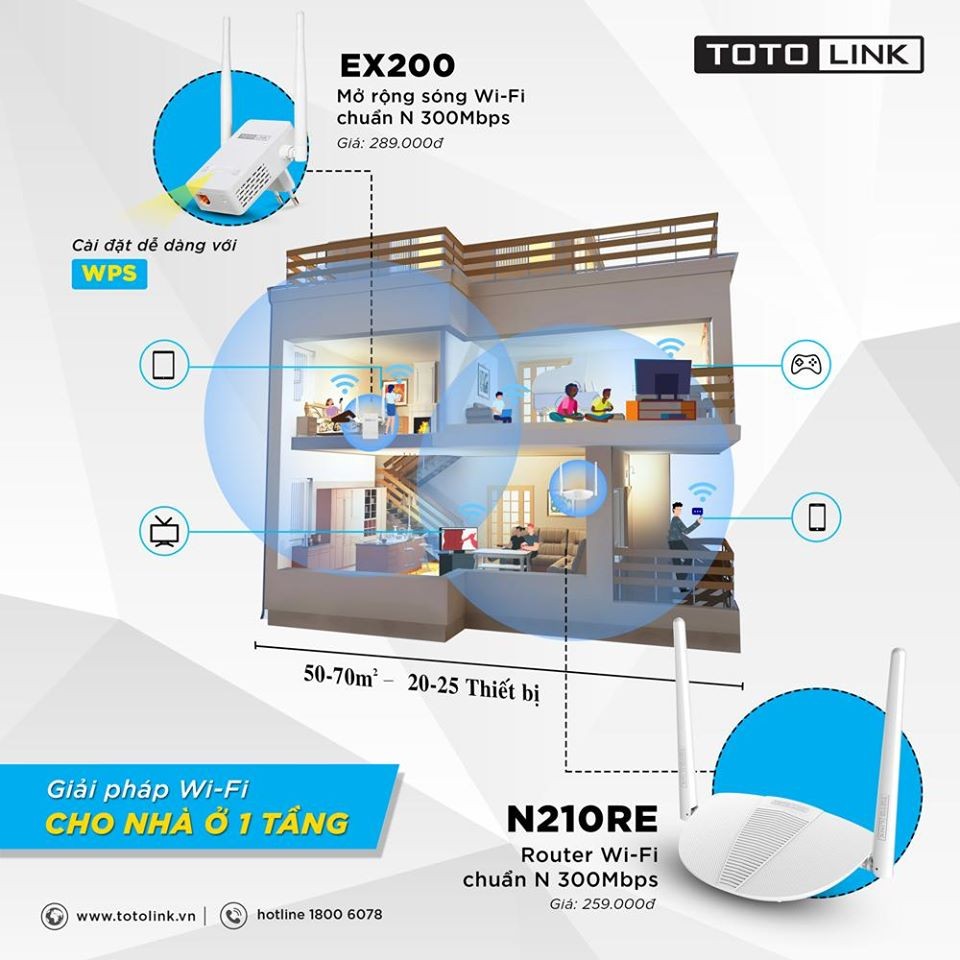 TOTO LINK
EX200
Mở rộng sóng Wi-Fi
chuẩn N 300Mbps
Giá: 289.000đ
Cài đặt dễ dàng với
WPS
50-70m² – 20-25 Thiết bị
Giải pháp Wi-Fi
CHO NHÀ Ở 1 TẦNG
N210RE
Router Wi-Fi
chuẩn N 300Mbps
Giá: 259.000đ
www.totolink.vn | hotline 1800 6078